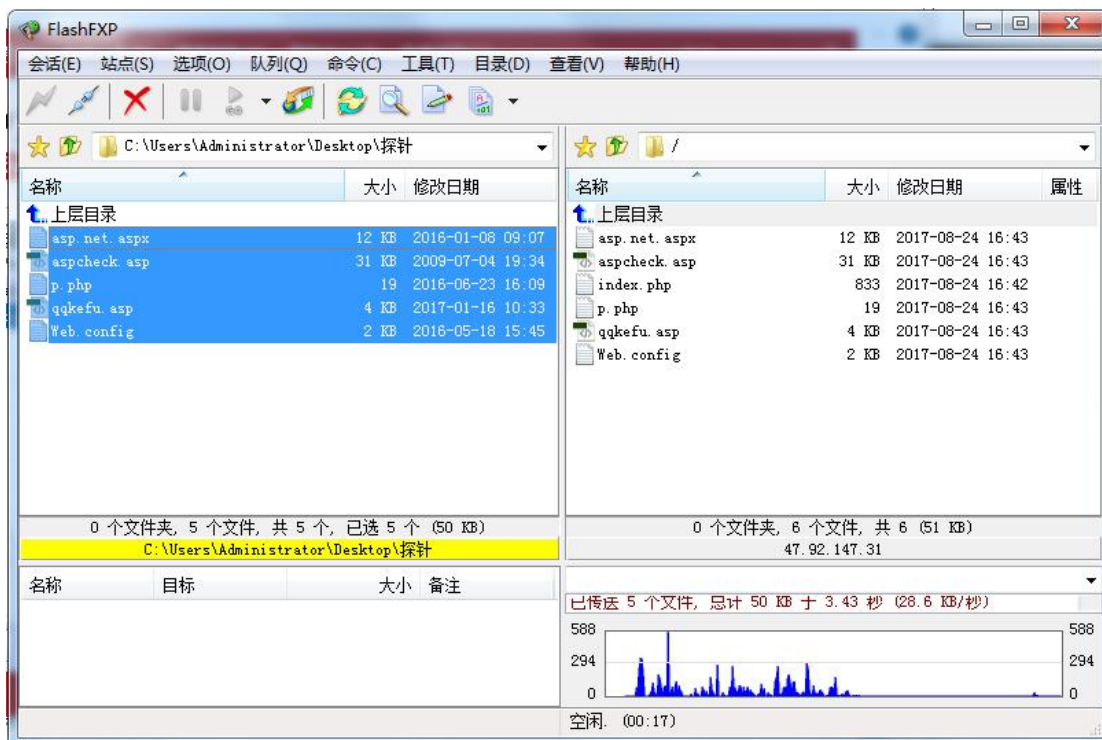 FlashFXP
会话(E) 站点(S) 选项(O) 队列(Q) 命令(C) 工具(T) 目录(D) 查看(V) 帮助(H)
C:\Users\Administrator\Desktop\探针
/
名称 大小 修改日期
上层目录
asp.net.aspx 12 KB 2016-01-08 09:07
aspcheck.asp 31 KB 2009-07-04 19:34
p.php 19 2016-06-23 16:09
qqkefu.asp 4 KB 2017-01-16 10:33
Web.config 2 KB 2016-05-18 15:45
0 个文件夹, 5 个文件, 共 5 个, 已选 5 个 (50 KB)
C:\Users\Administrator\Desktop\探针
名称 大小 修改日期 属性
上层目录
asp.net.aspx 12 KB 2017-08-24 16:43
aspcheck.asp 31 KB 2017-08-24 16:43
index.php 833 2017-08-24 16:42
p.php 19 2017-08-24 16:43
qqkefu.asp 4 KB 2017-08-24 16:43
Web.config 2 KB 2017-08-24 16:43
0 个文件夹, 6 个文件, 共 6 (51 KB)
47.92.147.31
名称 目标 大小 备注
已传送 5 个文件, 总计 50 KB 于 3.43 秒 (28.6 KB/秒)
588 588
294 294
0 0
空闲. (00:17)